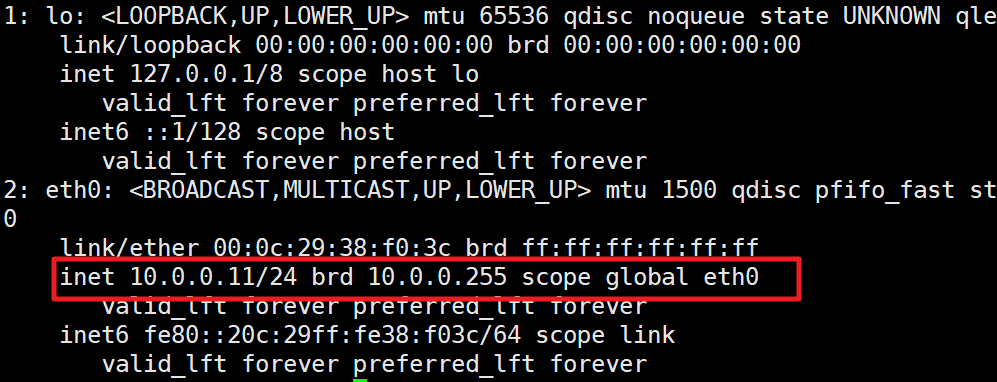 1: lo: <LOOPBACK,UP,LOWER_UP> mtu 65536 qdisc noqueue state UNKNOWN qle
link/loopback 00:00:00:00:00:00 brd 00:00:00:00:00:00
inet 127.0.0.1/8 scope host lo
valid_lft forever preferred_lft forever
inet6 ::1/128 scope host
valid_lft forever preferred_lft forever
2: eth0: <BROADCAST,MULTICAST,UP,LOWER_UP> mtu 1500 qdisc pfifo_fast st
0
link/ether 00:0c:29:38:f0:3c brd ff:ff:ff:ff:ff:ff
inet 10.0.0.11/24 brd 10.0.0.255 scope global eth0
valid_lft forever preferred_lft forever
inet6 fe80::20c:29ff:fe38:f03c/64 scope link
valid_lft forever preferred_lft forever